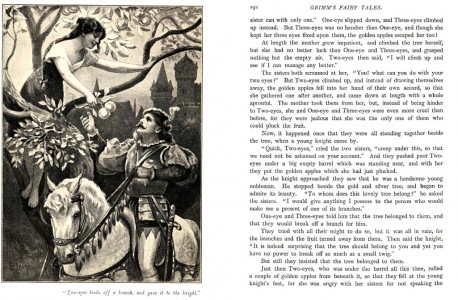 "Two-eyes broke off a branch, and gave it to the knight."
192 GRIMM'S FAIRY TALES.
sister can with only one." One-eye slipped down, and Three-eyes climbed
up instead. But Three-eyes was no handier than One-eye, and though she
kept her three eyes fixed upon them, the golden apples escaped her too!
At length the mother grew impatient, and climbed the tree herself,
but she had no better luck than One-eye and Three-eyes, and grasped
nothing but the empty air. Two-eyes then said, "I will climb up and
see if I can manage any better."
The sisters both screamed at her, "You! what can you do with your
two eyes?" But Two-eyes climbed up, and instead of drawing themselves
away, the golden apples fell into her hand of their own accord, so that
she gathered one after another, and came down at length with a whole
apronful. The mother took them from her, but, instead of being kinder
to Two-eyes, she and One-eye and Three-eyes were even more cruel than
before, for they were jealous that she was the only one of them who
could pluck the fruit.
Now, it happened once that they were all standing together beside
the tree, when a young knight came by.
"Quick, Two-eyes," cried the two sisters, "creep under this, so that
we need not be ashamed on your account." And they pushed poor Two-
eyes under a big empty barrel which was standing near, and with her
they put the golden apples which she had just plucked.
As the knight approached they saw that he was a handsome young
nobleman. He stopped beside the gold and silver tree, and began to
admire its beauty. "To whom does this lovely tree belong?" he asked
the sisters. "I would give anything I possess to the person who would
make me a present of one of its branches."
One-eye and Three-eyes told him that the tree belonged to them, and
that they would break off a branch for him.
They tried with all their might to do so, but it was all in vain, for
the branches and the fruit turned away from them. Then said the knight,
"It is indeed surprising that the tree should belong to you and yet you
have no power to break off so much as a small twig."
But still they insisted that the tree belonged to them.
Just then Two-eyes, who was under the barrel all this time, rolled
a couple of golden apples from beneath it, so that they fell at the young
knight's feet, for she was angry with her sisters for not speaking the